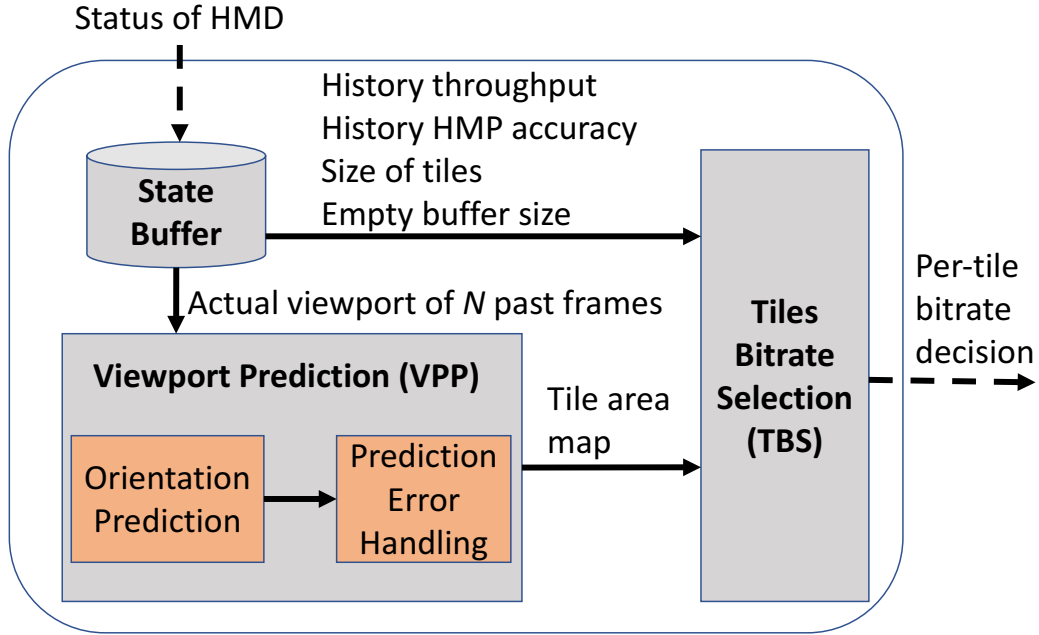 Status of HMD
History throughput
History HMP accuracy
Size of tiles
Empty buffer size
State
Buffer
Actual viewport of N past frames
Viewport Prediction (VPP)
Orientation
Prediction
Prediction
Error
Handling
Tile area
map
Tiles
Bitrate
Selection
(TBS)
Per-tile
bitrate
decision